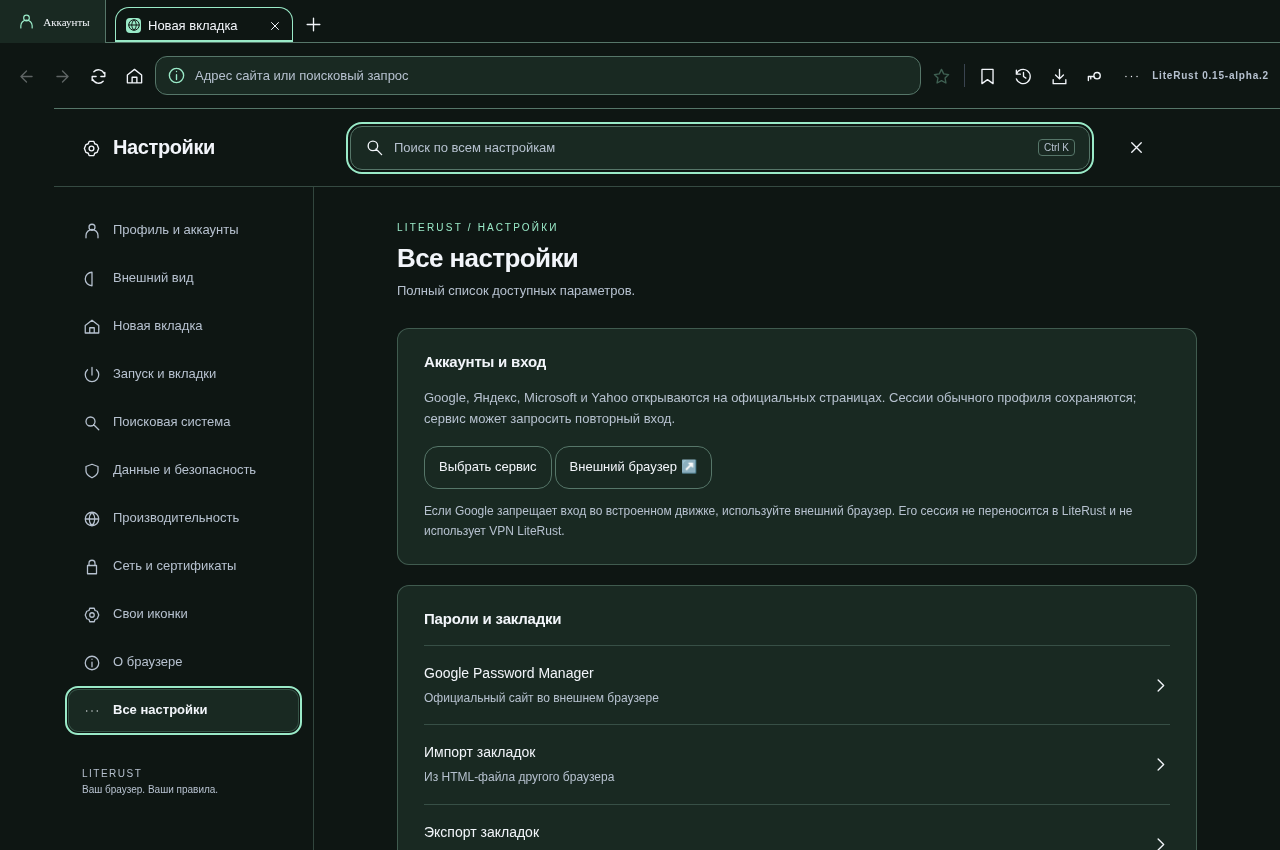 Аккаунты
Новая вкладка
Адрес сайта или поисковый запрос
LiteRust 0.15-alpha.2
Настройки
Поиск по всем настройкам
Ctrl K
Профиль и аккаунты
Внешний вид
Новая вкладка
Запуск и вкладки
Поисковая система
Данные и безопасность
Производительность
Сеть и сертификаты
Свои иконки
О браузере
Все настройки
LITERUST
Ваш браузер. Ваши правила.
LITERUST / НАСТРОЙКИ
Все настройки
Полный список доступных параметров.
Аккаунты и вход
Google, Яндекс, Microsoft и Yahoo открываются на официальных страницах. Сессии обычного профиля сохраняются;
сервис может запросить повторный вход.
Выбрать сервис
Внешний браузер ↗
Если Google запрещает вход во встроенном движке, используйте внешний браузер. Его сессия не переносится в LiteRust и не
использует VPN LiteRust.
Пароли и закладки
Google Password Manager
Официальный сайт во внешнем браузере
Импорт закладок
Из HTML-файла другого браузера
Экспорт закладок